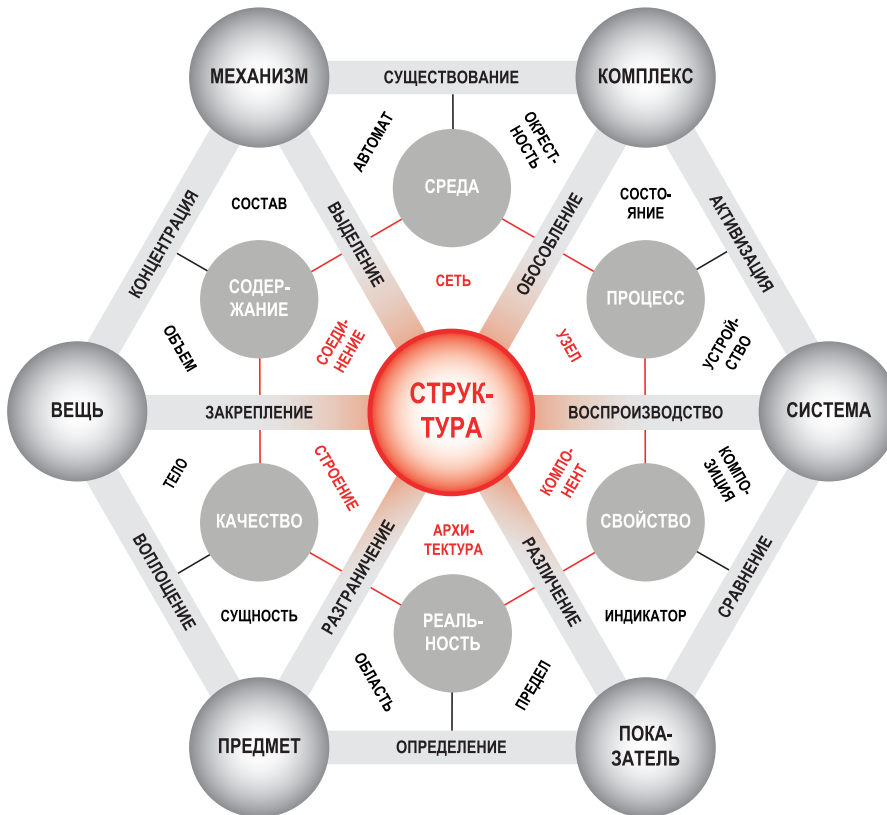 МЕХАНИЗМ
СУЩЕСТВОВАНИЕ
КОМПЛЕКС
АВТОМАТ
ОКРЕСТ-
НОСТЬ
СРЕДА
СОСТАВ
СОСТО-
ЯНИЕ
КОНЦЕНТРАЦИЯ
ВЫДЕЛЕНИЕ
ОБОСОБЛЕНИЕ
АКТИВИЗАЦИЯ
СЕТЬ
СОДЕР-
ЖАНИЕ
ПРОЦЕСС
ОБЪЕМ
СОЕДИ-
НЕНИЕ
УЗЕЛ
УСТРОЙ-
СТВО
ВЕЩЬ
ЗАКРЕПЛЕНИЕ
СТРУК-
ТУРА
ВОСПРОИЗВОДСТВО
СИСТЕМА
ТЕЛО
СТРОЕНИЕ
КОМПО-
НЕНТ
КОМПО-
ЗИЦИЯ
КАЧЕСТВО
АРХИ-
ТЕКТУРА
СВОЙСТВО
ВОПЛОЩЕНИЕ
РАЗГРАНИЧЕНИЕ
РАЗЛИЧЕНИЕ
СРАВНЕНИЕ
СУЩНОСТЬ
РЕАЛЬ-
НОСТЬ
ИНДИКАТОР
ОБЛАСТЬ
ПРЕДЕЛ
ПРЕДМЕТ
ОПРЕДЕЛЕНИЕ
ПОКА-
ЗАТЕЛЬ